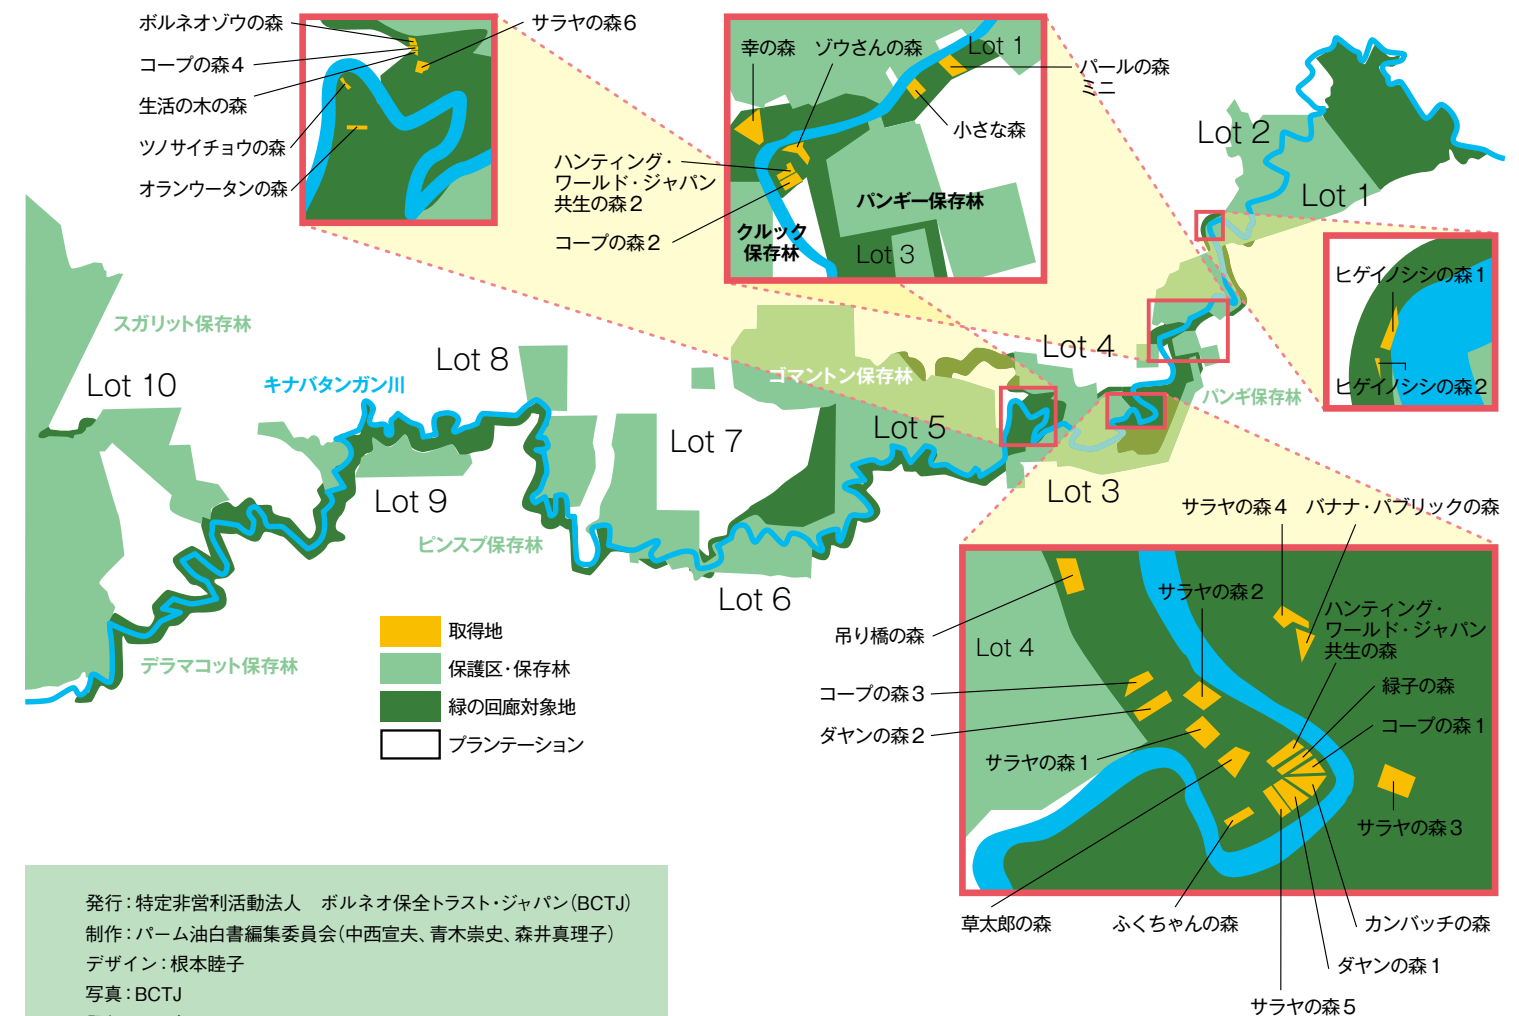 ボルネオゾウの森
コープの森4
生活の木の森
ツノサイチョウの森
オランウータンの森
サラヤの森6
幸の森
ゾウさんの森
Lot 1
パールの森
ミニ
小さな森
ハンティング・
ワールド・ジャパン
共生の森2
コープの森2
パンギー保存林
クルック
保存林
Lot 3
Lot 2
Lot 1
ヒゲイノシシの森1
ヒゲイノシシの森2
スガリット保存林
Lot 10
キナバタンガン川
Lot 8
Lot 9
ピンスプ保存林
デラマコット保存林
Lot 7
ゴマントン保存林
Lot 5
Lot 4
パンギ保存林
Lot 3
Lot 6
取得地
保護区・保存林
緑の回廊対象地
プランテーション
サラヤの森4
バナナ・パブリックの森
サラヤの森2
ハンティング・
ワールド・ジャパン
共生の森
吊り橋の森
Lot 4
緑子の森
コープの森3
コープの森1
ダヤンの森2
サラヤの森1
サラヤの森3
草太郎の森
ふくちゃんの森
カンバッチの森
ダヤンの森1
サラヤの森5
発行：特定非営利活動法人　ボルネオ保全トラスト・ジャパン（BCTJ）
制作：パーム油白書編集委員会（中西宣夫、青木崇史、森井真理子）
デザイン：根本睦子
写真：BCTJ